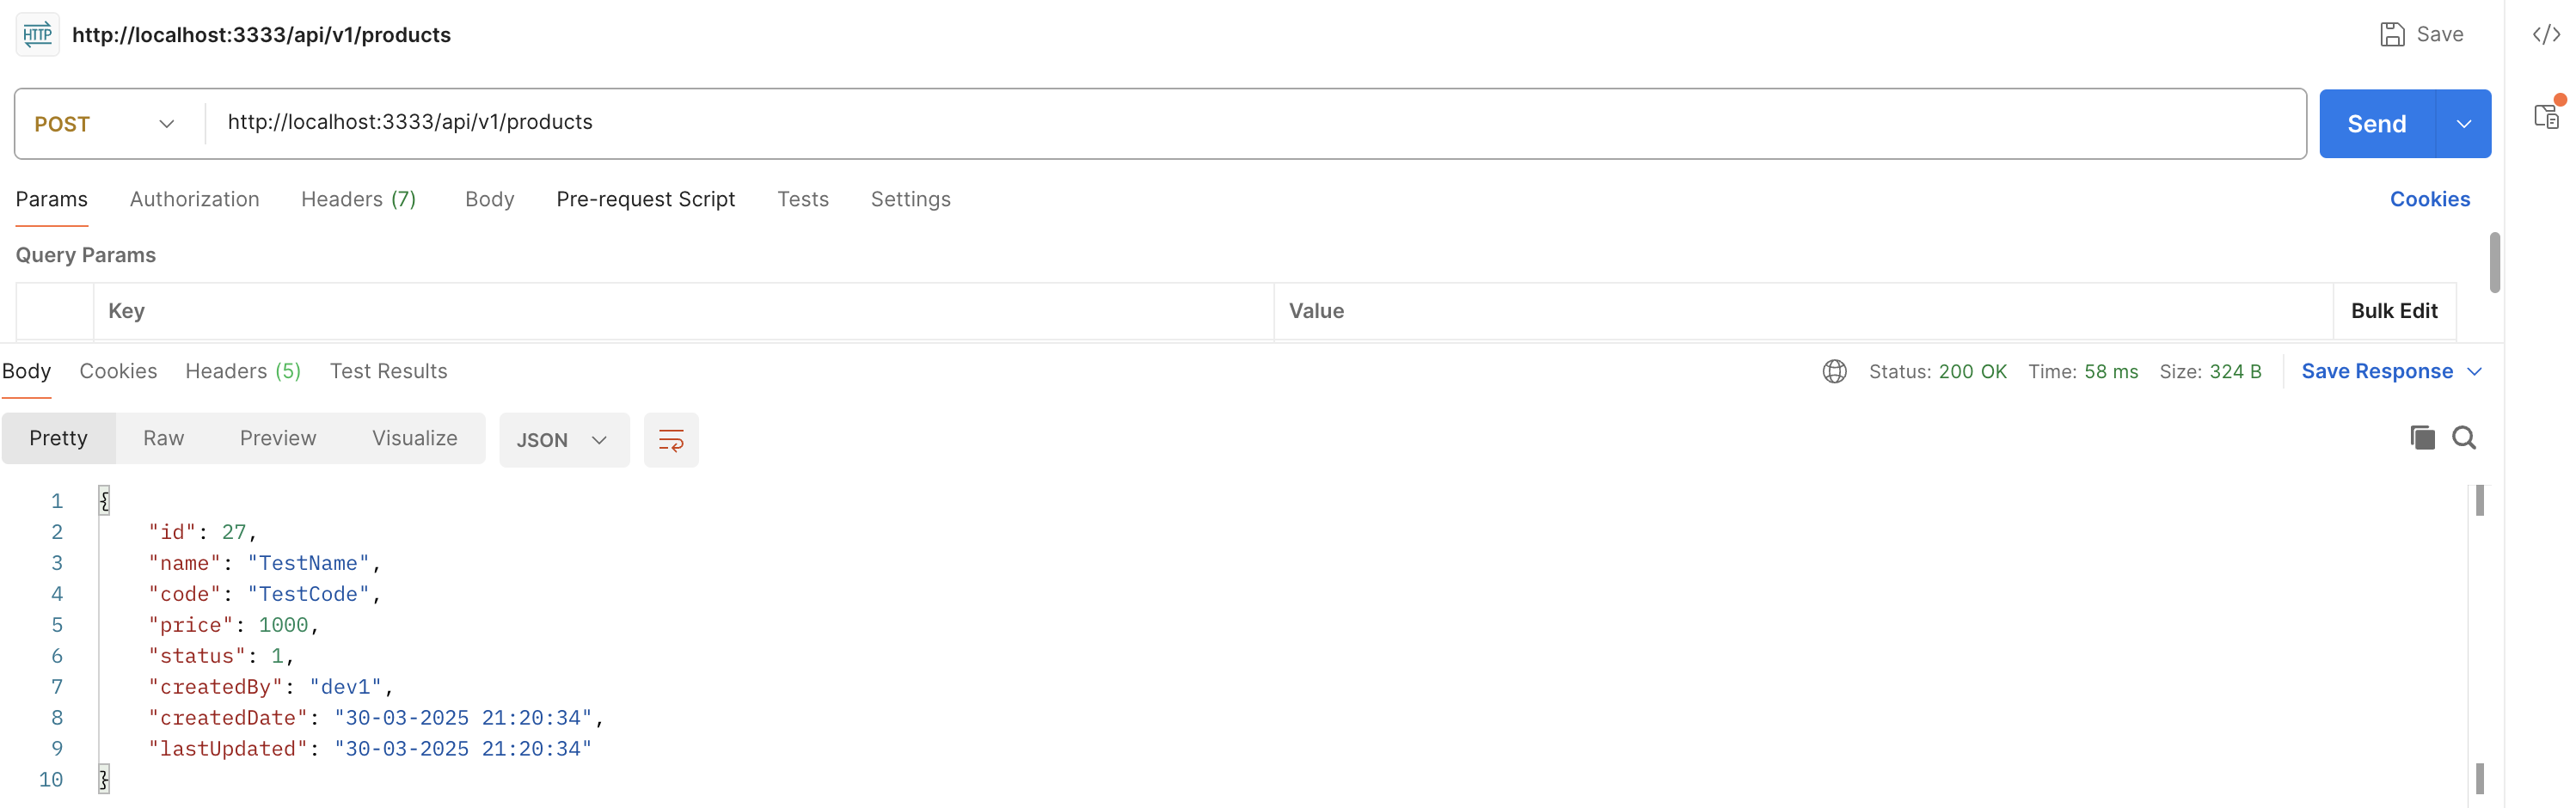 HTTP http://localhost:3333/api/v1/products Save
POST http://localhost:3333/api/v1/products Send
Params Authorization Headers (7) Body Pre-request Script Tests Settings Cookies
Query Params
Key Value Bulk Edit
Body Cookies Headers (5) Test Results Status: 200 OK Time: 58 ms Size: 324 B Save Response
Pretty Raw Preview Visualize JSON
1 {
2 "id": 27,
3 "name": "TestName",
4 "code": "TestCode",
5 "price": 1000,
6 "status": 1,
7 "createdBy": "dev1",
8 "createdDate": "30-03-2025 21:20:34",
9 "lastUpdated": "30-03-2025 21:20:34"
10 }